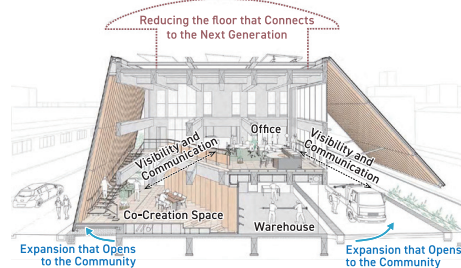 Reducing the floor that Connects
to the Next Generation
Office
Visibility and
Communication
Visibility and
Communication
Co-Creation Space
Warehouse
Expansion that Opens
to the Community
Expansion that Opens
to the Community